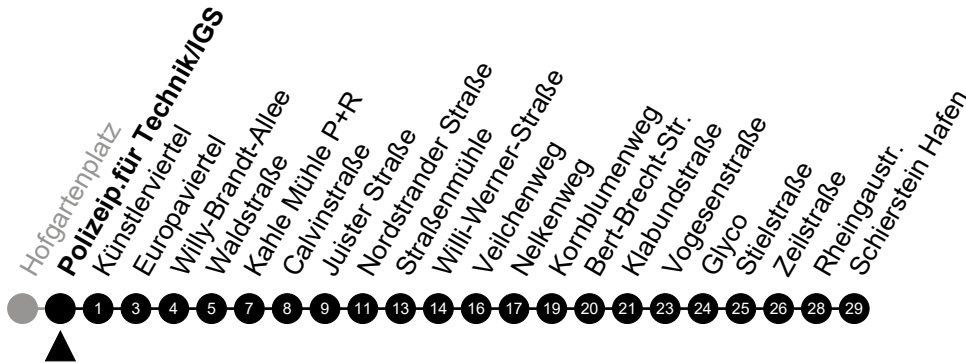 Hofgartenplatz
Polizeip.für Technik/IGS
Künstlerviertel
Europaviertel
Willy-Brandt-Allee
Waldstraße
Kahle Mühle P+R
Calvinstraße
Juister Straße
Nordstrander Straße
Straßenmühle
Willi-Werner-Straße
Veilchenweg
Nelkenweg
Kornblumenweg
Bert-Brecht-Str.
Klabundstraße
Vogesenstraße
Glyco
Stielstraße
Zeilstraße
Rheingaustr.
Schierstein Hafen
1 3 4 5 7 8 9 11 13 14 16 17 19 20 21 23 24 25 26 28 29